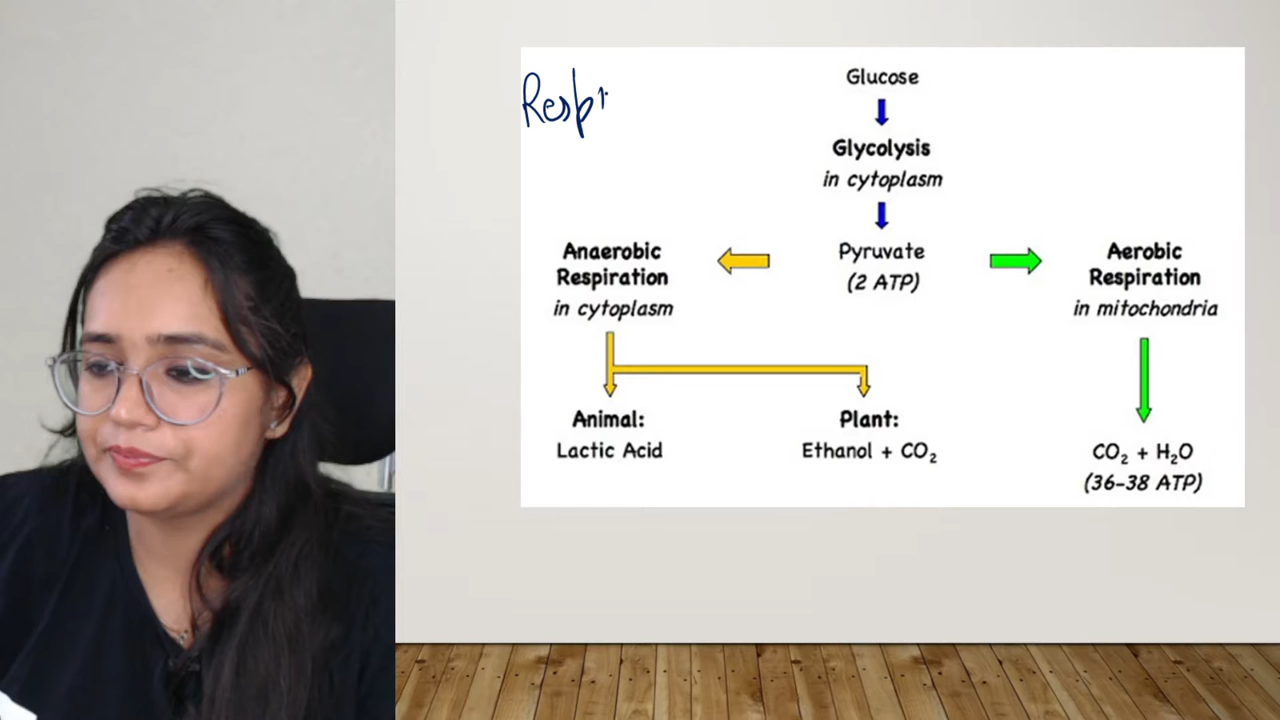 Respi
Glucose
Glycolysis
in cytoplasm
Pyruvate
(2 ATP)
Anaerobic
Respiration
in cytoplasm
Aerobic
Respiration
in mitochondria
Animal:
Lactic Acid
Plant:
Ethanol + CO₂
CO₂ + H₂O
(36-38 ATP)